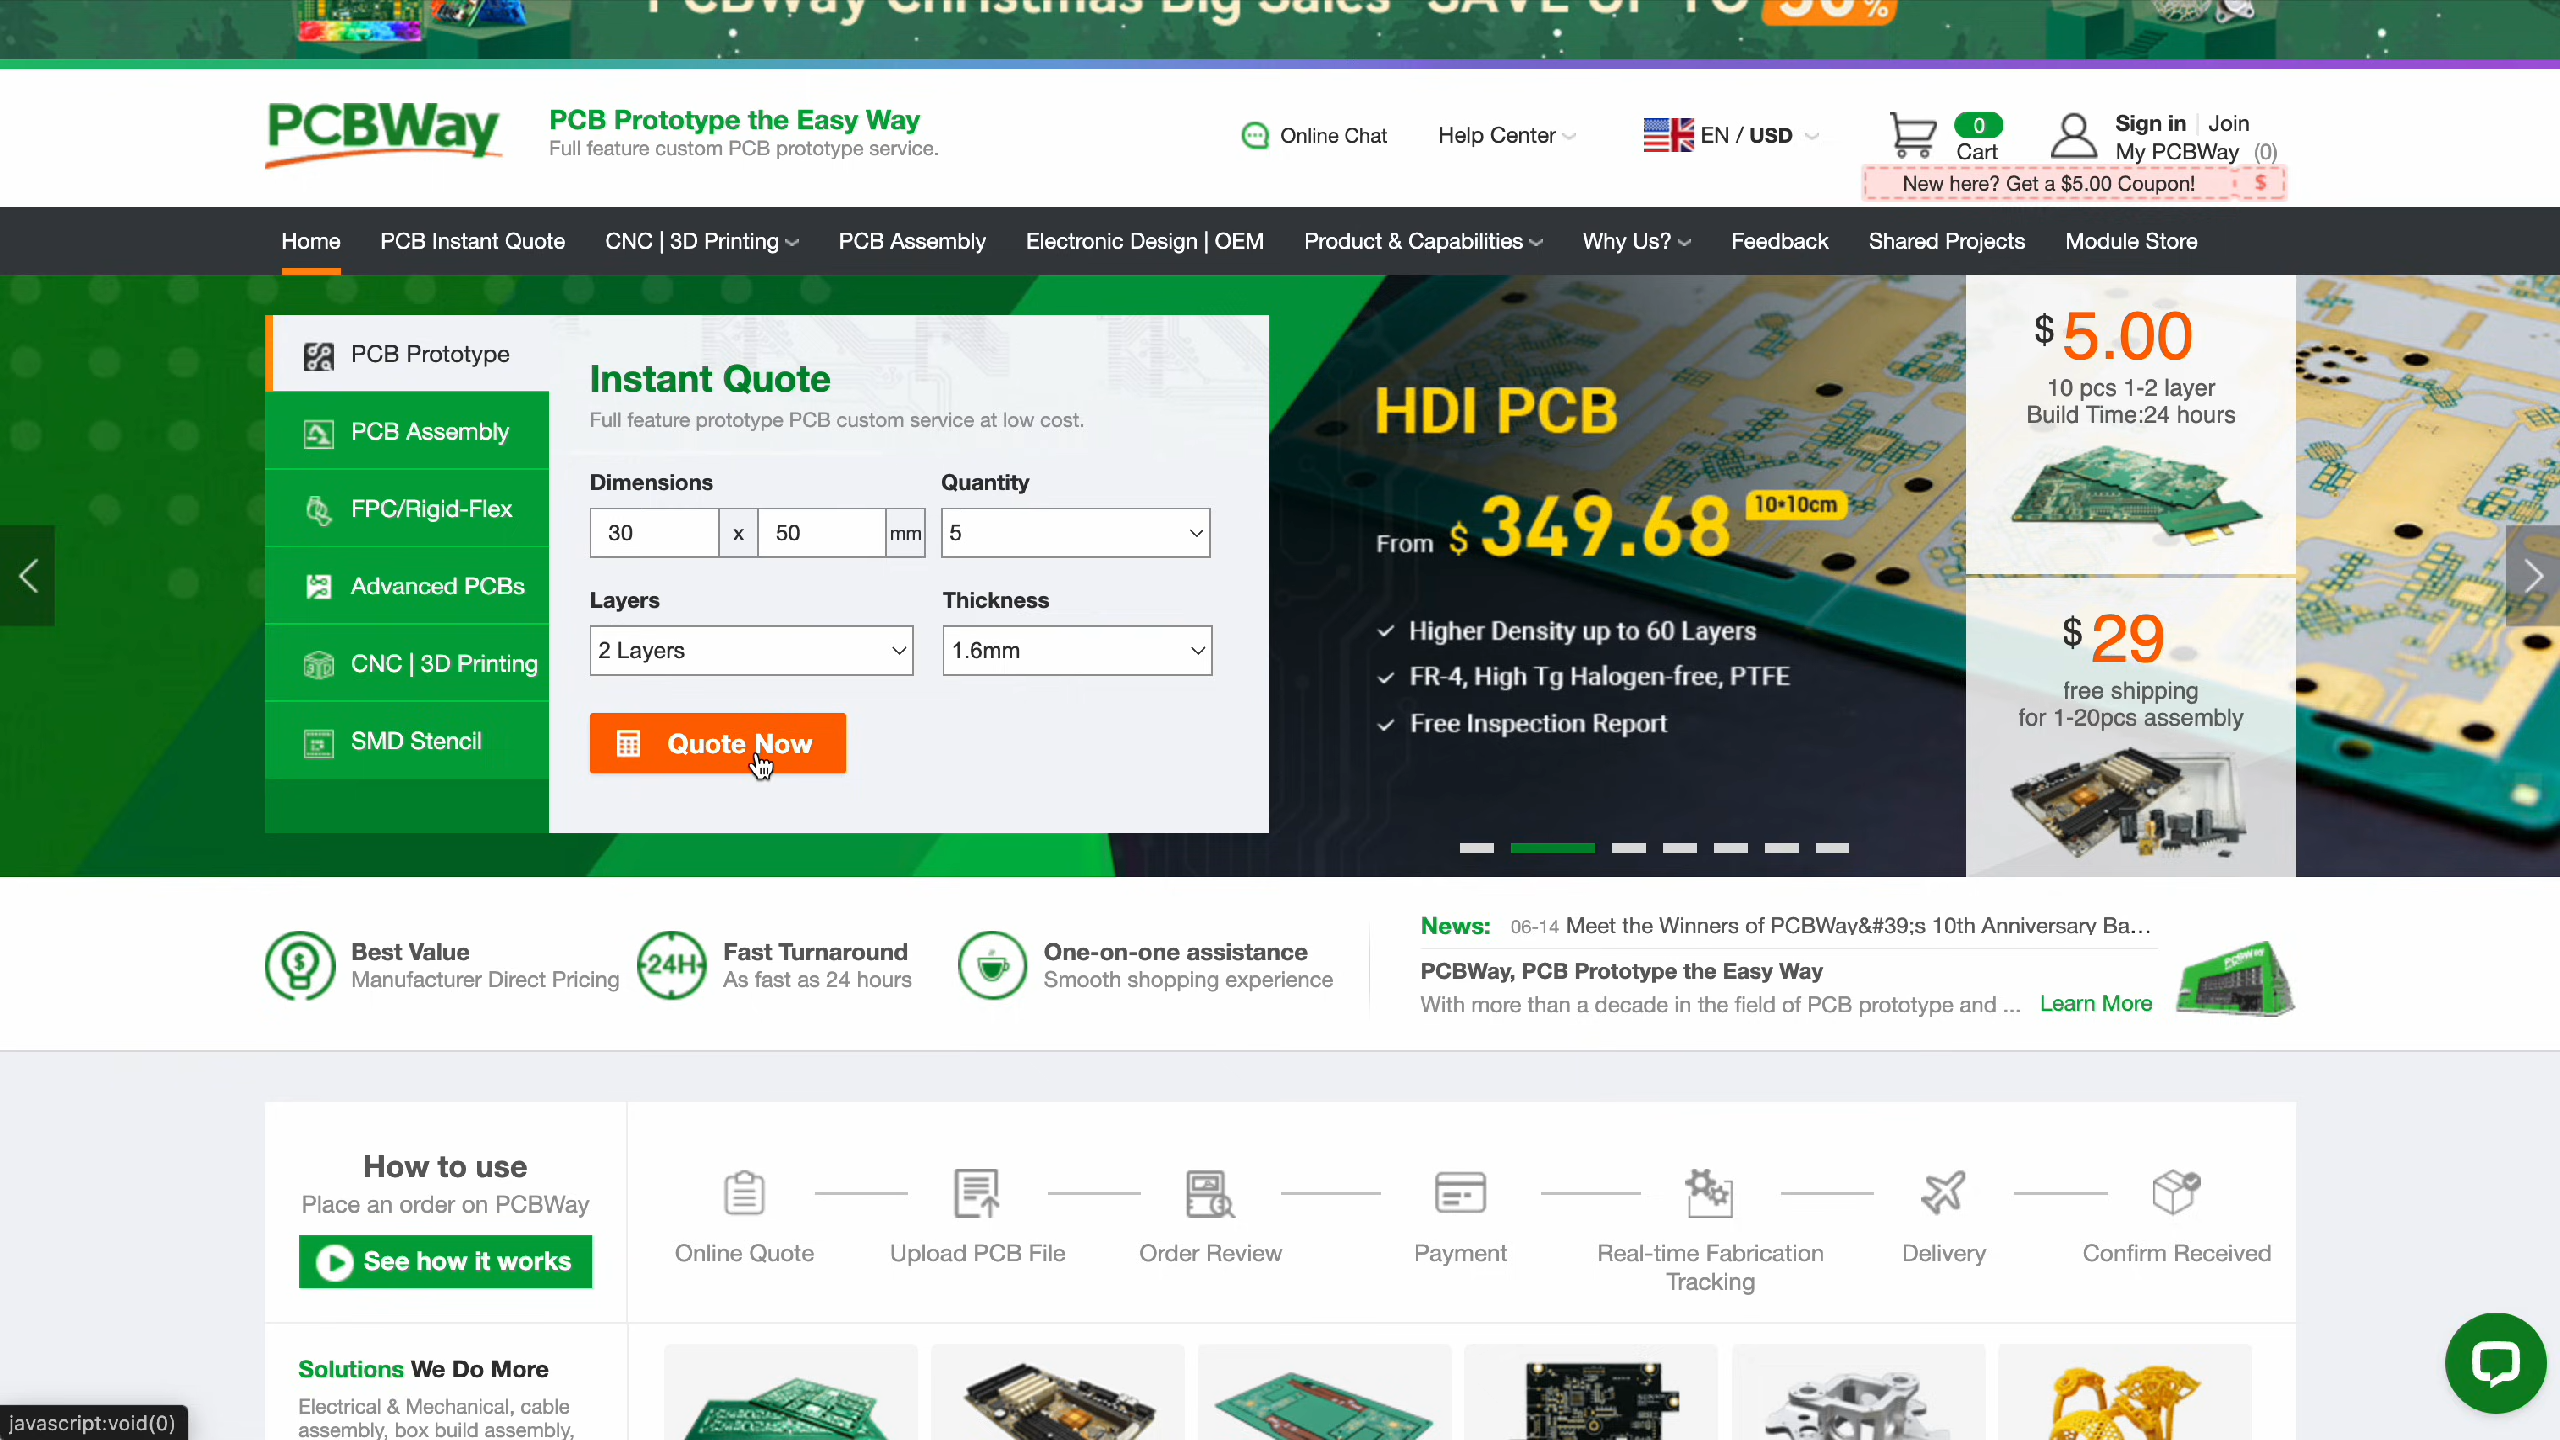 PCBWay Christmas Big Sales SAVE UP TO 50%
PCBWay
PCB Prototype the Easy Way
Full feature custom PCB prototype service.
Online Chat
Help Center
EN / USD
0
Cart
Sign in | Join
My PCBWay (0)
New here? Get a $5.00 Coupon! $
Home
PCB Instant Quote
CNC | 3D Printing
PCB Assembly
Electronic Design | OEM
Product & Capabilities
Why Us?
Feedback
Shared Projects
Module Store
PCB Prototype
PCB Assembly
FPC/Rigid-Flex
Advanced PCBs
CNC | 3D Printing
SMD Stencil
Instant Quote
Full feature prototype PCB custom service at low cost.
Dimensions
Quantity
30 x 50 mm
5
Layers
Thickness
2 Layers
1.6mm
Quote Now
HDI PCB
From $ 349.68 10*10cm
Higher Density up to 60 Layers
FR-4, High Tg Halogen-free, PTFE
Free Inspection Report
$ 5.00
10 pcs 1-2 layer
Build Time:24 hours
$ 29
free shipping
for 1-20pcs assembly
Best Value
Manufacturer Direct Pricing
24H
Fast Turnaround
As fast as 24 hours
One-on-one assistance
Smooth shopping experience
News: 06-14 Meet the Winners of PCBWay&#39;s 10th Anniversary Ba...
PCBWay, PCB Prototype the Easy Way
With more than a decade in the field of PCB prototype and ... Learn More
PCBWay
How to use
Place an order on PCBWay
See how it works
Online Quote
Upload PCB File
Order Review
Payment
Real-time Fabrication
Tracking
Delivery
Confirm Received
Solutions We Do More
Electrical & Mechanical, cable
assembly, box build assembly,
javascript:void(0)